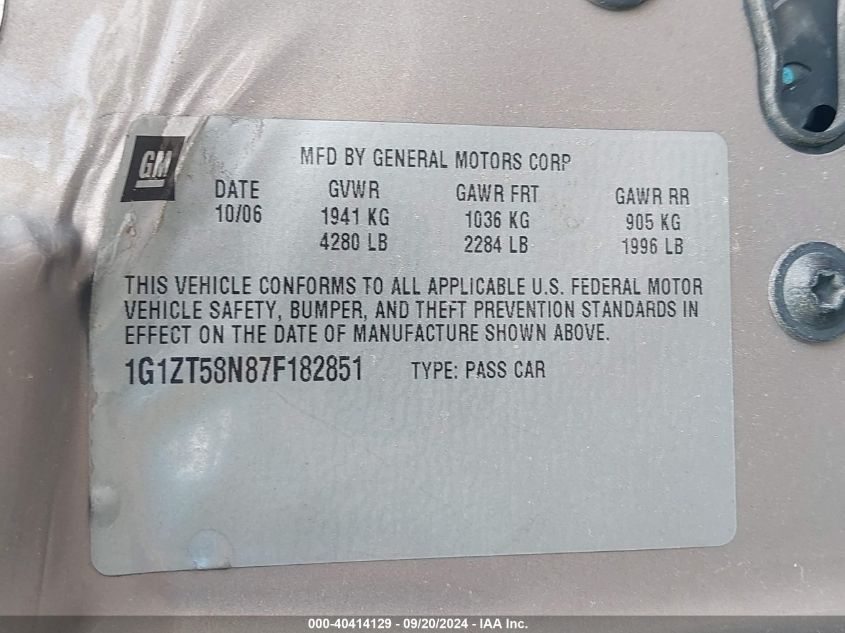 GM
MFD BY GENERAL MOTORS CORP
DATE GVWR GAWR FRT GAWR RR
10/06 1941 KG 1036 KG 905 KG
4280 LB 2284 LB 1996 LB
THIS VEHICLE CONFORMS TO ALL APPLICABLE U.S. FEDERAL MOTOR
VEHICLE SAFETY, BUMPER, AND THEFT PREVENTION STANDARDS IN
EFFECT ON THE DATE OF MANUFACTURE SHOWN ABOVE.
1G1ZT58N87F182851 TYPE: PASS CAR
000-40414129 - 09/20/2024 - IAA Inc.